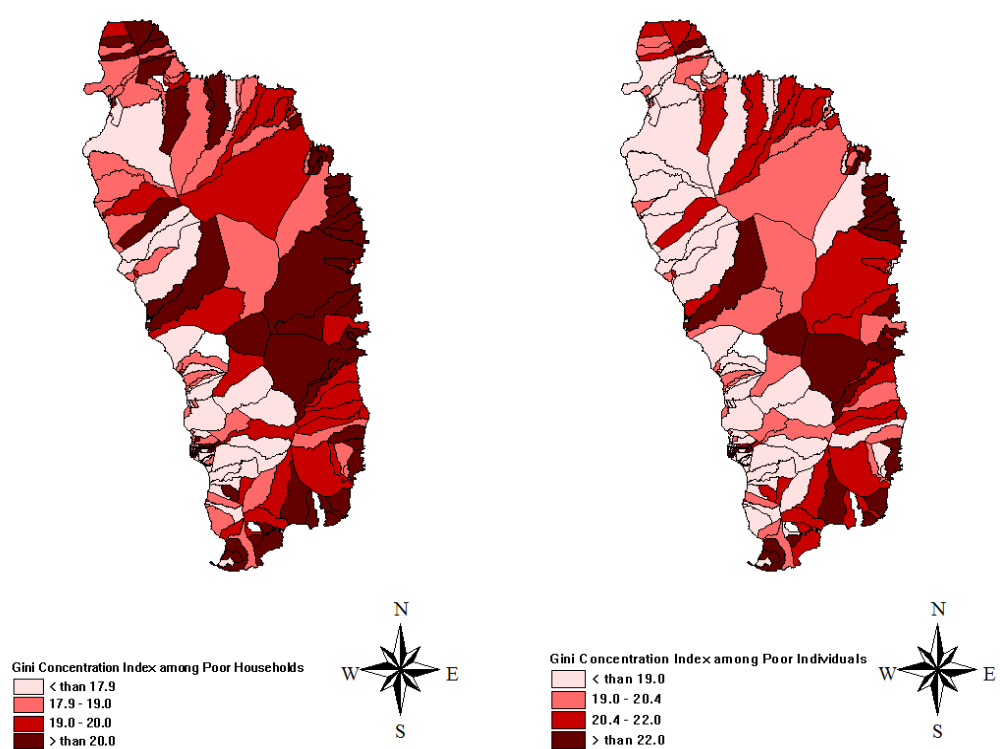 N
W E
S
Gini Concentration Index among Poor Households
< than 17.9
17.9 - 19.0
19.0 - 20.0
> than 20.0
N
W E
S
Gini Concentration Index among Poor Individuals
< than 19.0
19.0 - 20.4
20.4 - 22.0
> than 22.0